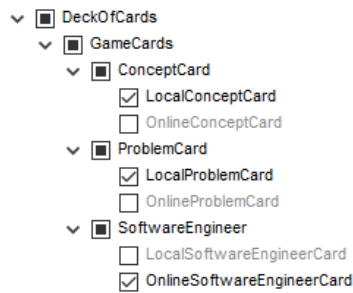 DeckOfCards
GameCards
ConceptCard
LocalConceptCard
OnlineConceptCard
ProblemCard
LocalProblemCard
OnlineProblemCard
SoftwareEngineer
LocalSoftwareEngineerCard
OnlineSoftwareEngineerCard